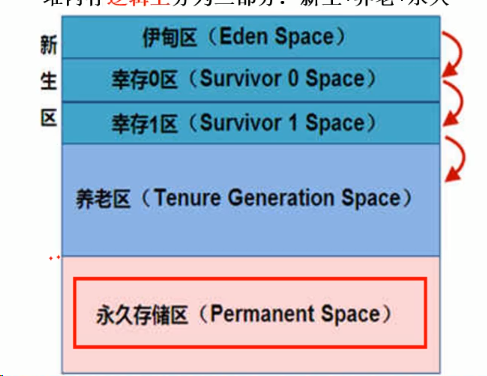 堆内存逻辑上分为三部分：新生+养老+永久
新生区
伊甸区（Eden Space）
幸存0区（Survivor 0 Space）
幸存1区（Survivor 1 Space）
养老区（Tenure Generation Space）
永久存储区（Permanent Space）